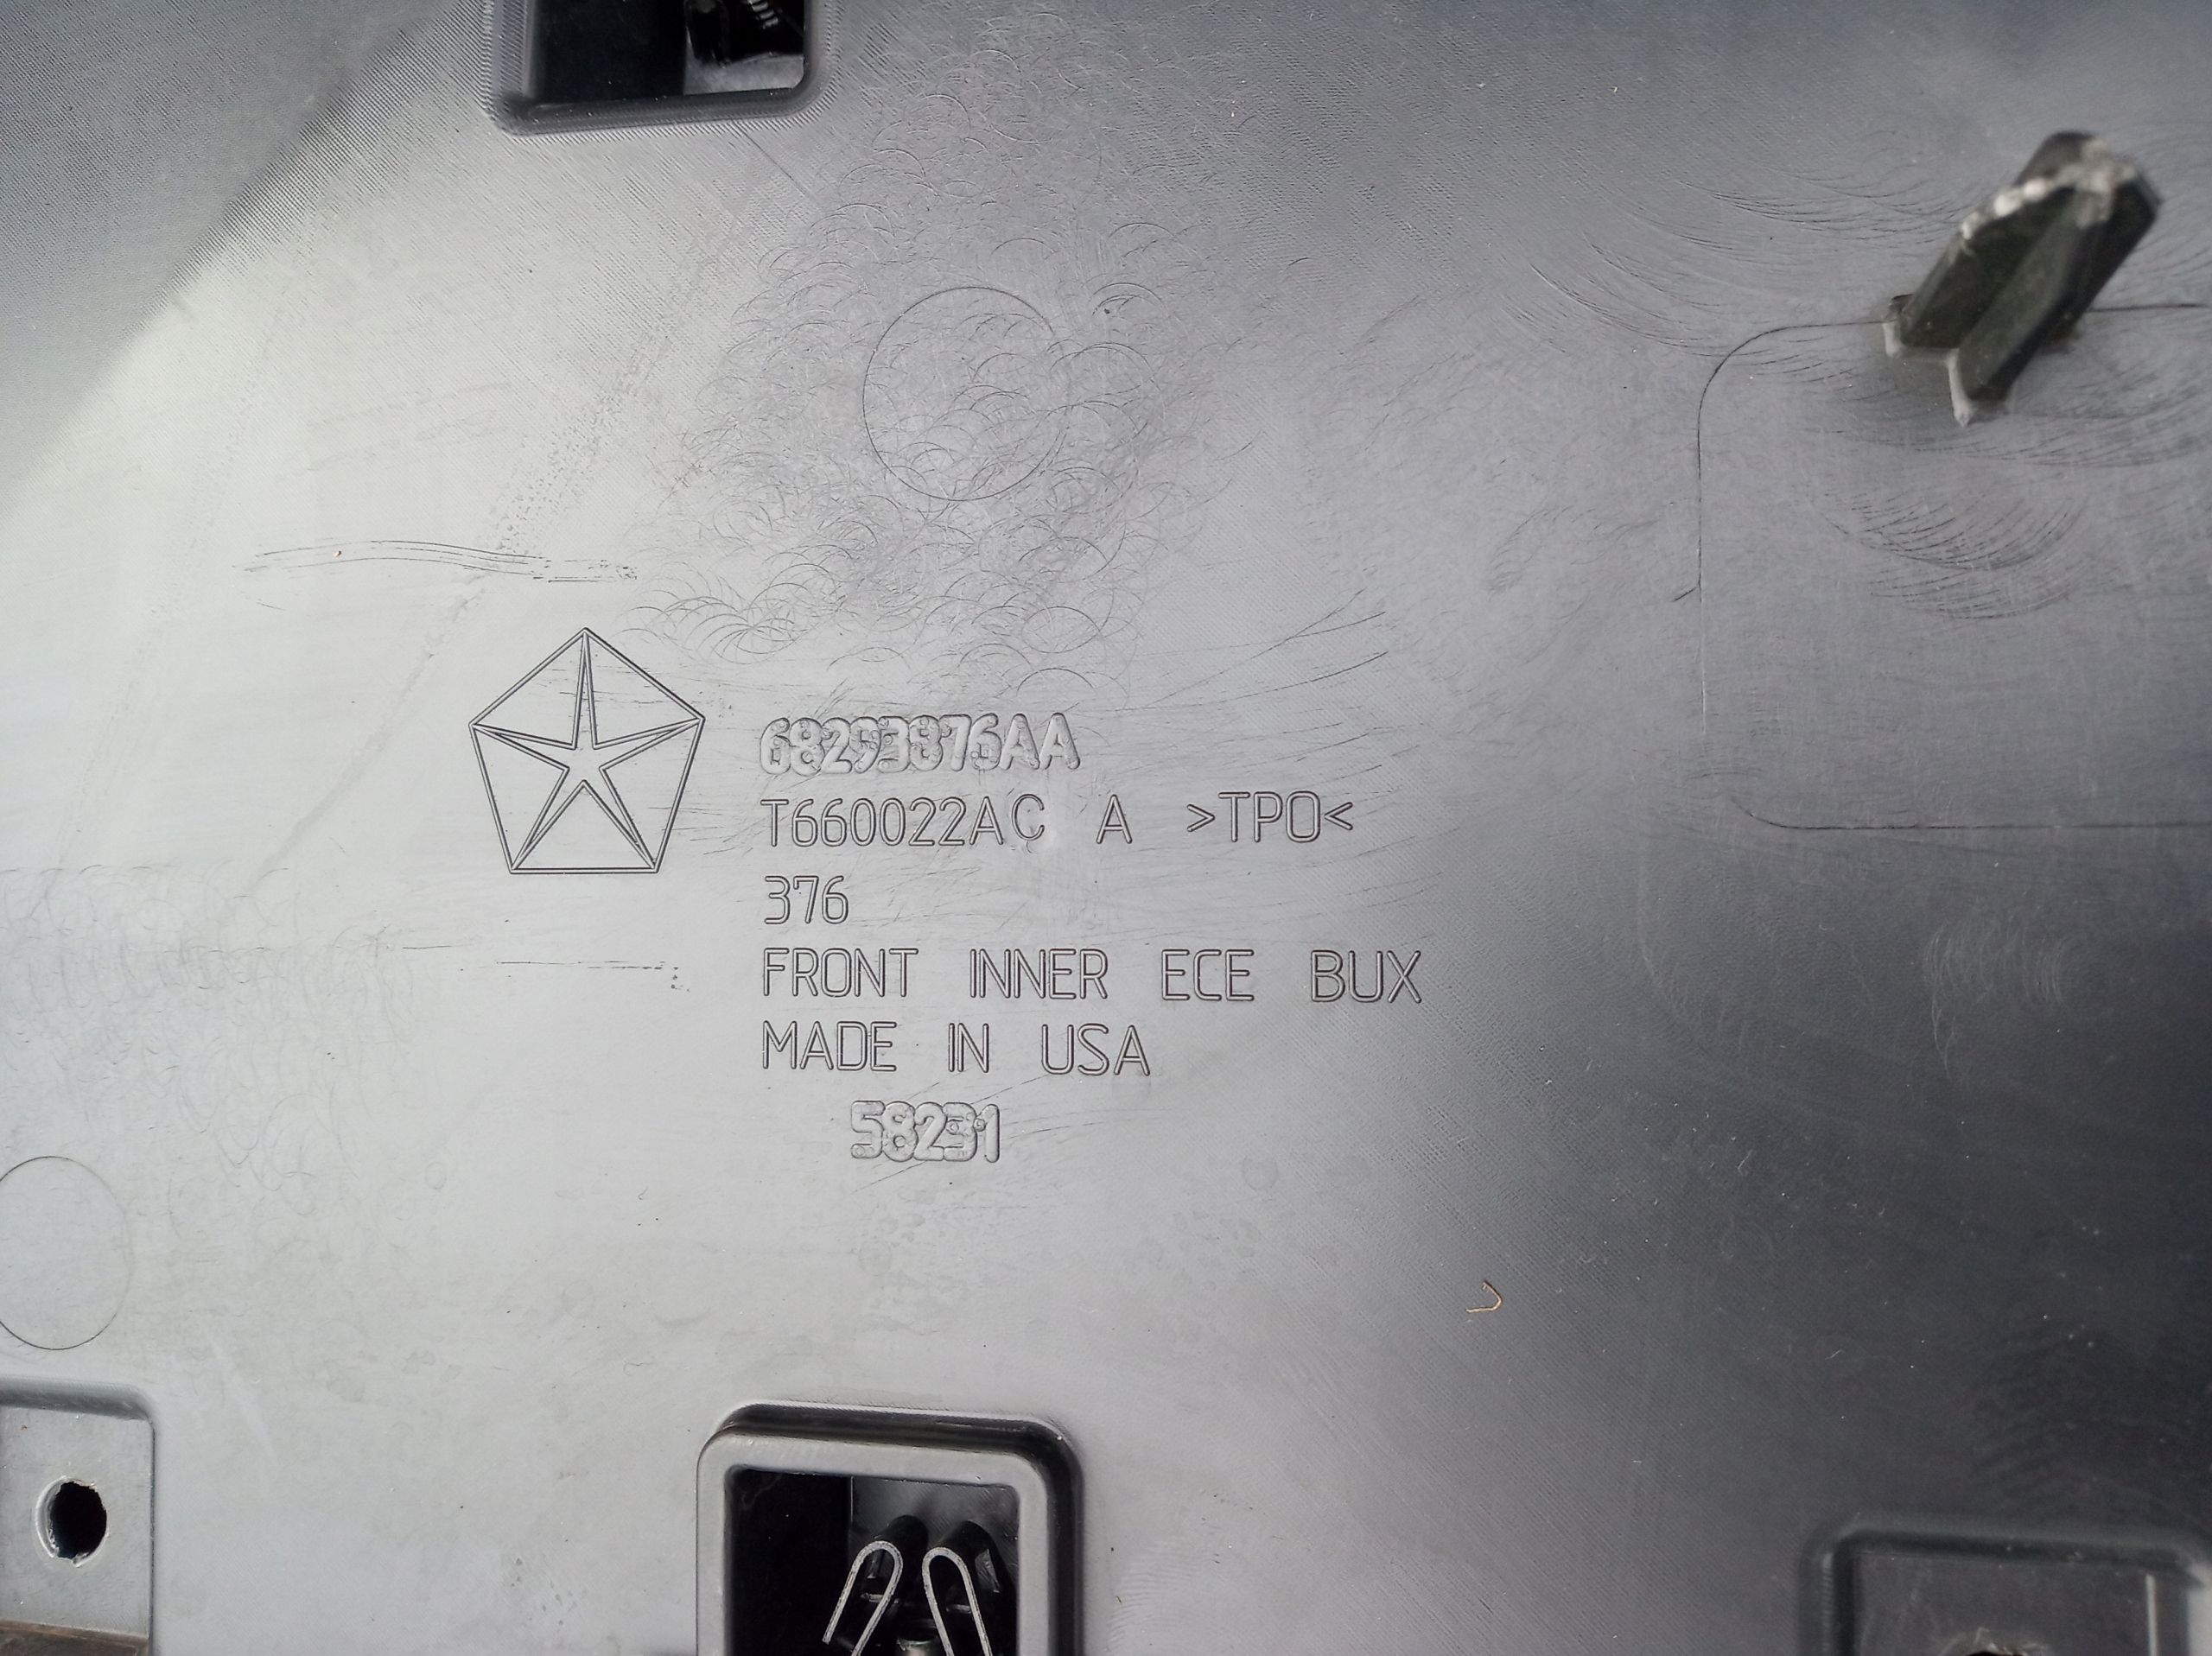 68293876AA
T660022AC A >TPO<
376
FRONT INNER ECE BUX
MADE IN USA
58231